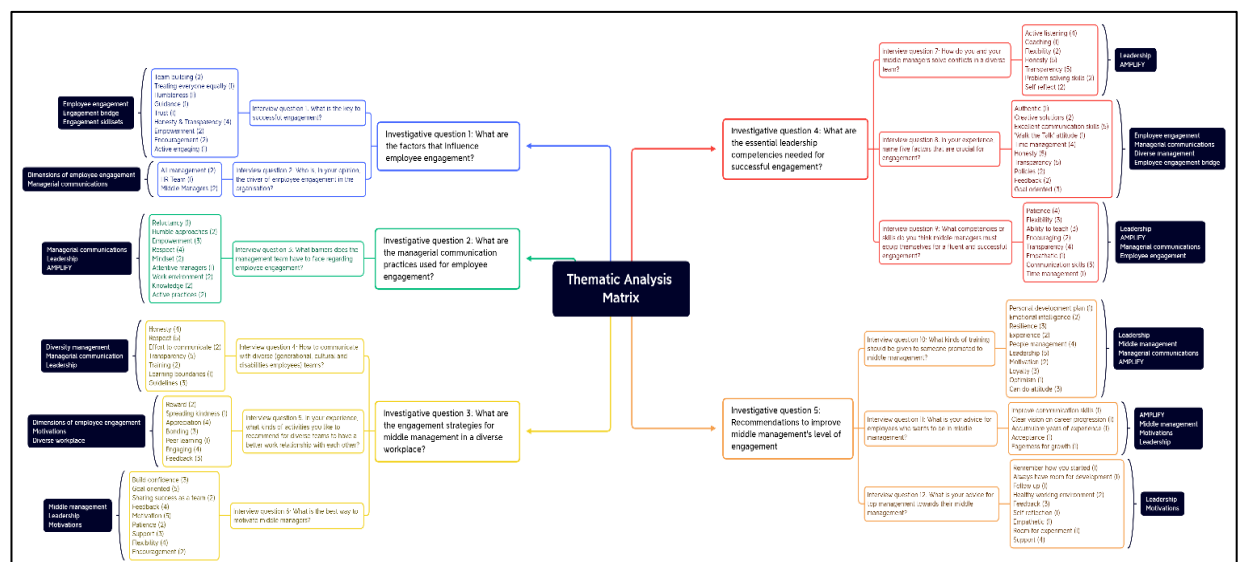 Thematic Analysis
Matrix
Investigative question 1: What are
the factors that influence
employee engagement?
Interview question 1. What is the key to
successful engagement?
Team building (2)
Treating everyone equally (1)
Humbleness (1)
Guidance (1)
Trust (1)
Honesty & Transparency (4)
Empowerment (2)
Encouragement (2)
Active engaging (1)
Employee engagement
Engagement bridge
Engagement skillsets
Interview question 2. Who is, in your opinion,
the driver of employee engagement in the
organisation?
All management (2)
HR Team (1)
Middle Managers (2)
Dimensions of employee engagement
Managerial communications
Investigative question 2. What are
the managerial communication
practices used for employee
engagement?
Interview question 3. What barriers does the
management team have to face regarding
employee engagement?
Reluctancy (1)
Humble approaches (2)
Empowerment (3)
Respect (4)
Mindset (2)
Attentive managers (1)
Work environment (2)
Knowledge (2)
Active practices (2)
Managerial communications
Leadership
AMPLIFY
Investigative question 3. What are
the engagement strategies for
middle management in a diverse
workplace?
Interview question 4: How to communicate
with diverse (generational, cultural and
disabilities employees) teams?
Honesty (4)
Respect (5)
Effort to communicate (2)
Transparency (5)
Training (2)
Learning boundaries (1)
Guidelines (3)
Diversity management
Managerial communication
Leadership
Interview question 5. In your experience,
what kinds of activities you like to
recommend for diverse teams to have a
better work relationship with each other?
Reward (2)
Spreading kindness (1)
Appreciation (4)
Bonding (3)
Peer learning (1)
Engaging (4)
Feedback (3)
Dimensions of employee engagement
Motivations
Diverse workplace
Interview question 6: What is the best way to
motivate middle managers?
Build confidence (3)
Goal oriented (5)
Sharing success as a team (2)
Feedback (4)
Motivation (5)
Patience (2)
Support (3)
Flexibility (4)
Encouragement (2)
Middle management
Leadership
Motivations
Investigative question 4: What are
the essential leadership
competencies needed for
successful engagement?
Interview question 7: How do you and your
middle managers solve conflicts in a diverse
team?
Active listening (4)
Coaching (1)
Flexibility (2)
Honesty (5)
Transparency (5)
Problem solving skills (2)
Self reflect (2)
Leadership
AMPLIFY
Interview question 8. In your experience
name five factors that are crucial for
engagement?
Authentic (1)
Creative solutions (2)
Excellent communication skills (5)
'Walk the Talk' attitude (1)
Time management (4)
Honesty (5)
Transparency (5)
Policies (2)
Feedback (2)
Goal oriented (3)
Employee engagement
Managerial communications
Diverse management
Employee engagement bridge
Interview question 9: What competencies or
skills do you think middle managers must
equip themselves for a fluent and successful
engagement?
Patience (4)
Flexibility (3)
Ability to teach (3)
Encouraging (2)
Transparency (4)
Empathetic (1)
Communication skills (3)
Time management (1)
Leadership
AMPLIFY
Managerial communications
Employee engagement
Investigative question 5:
Recommendations to improve
middle management's level of
engagement
Interview question 10: What kinds of training
should be given to someone promoted to
middle management?
Personal development plan (1)
Emotional intelligence (2)
Resilience (3)
Experience (2)
People management (4)
Leadership (5)
Motivation (2)
Loyalty (2)
Optimism (1)
Can do attitude (3)
Leadership
Middle management
Managerial communications
AMPLIFY
Interview question 11: What is your advice for
employees who wants to be in middle
management?
Improve communication skills (1)
Clear vision on career progression (1)
Accumulate years of experience (1)
Acceptance (1)
Eagerness for growth (1)
AMPLIFY
Middle management
Motivations
Leadership
Interview question 12. What is your advice for
top management towards their middle
management?
Remember how you started (1)
Always have room for development (1)
Follow up (1)
Healthy working environment (2)
Feedback (3)
Self reflection (1)
Empathetic (1)
Room for experiment (1)
Support (4)
Leadership
Motivations